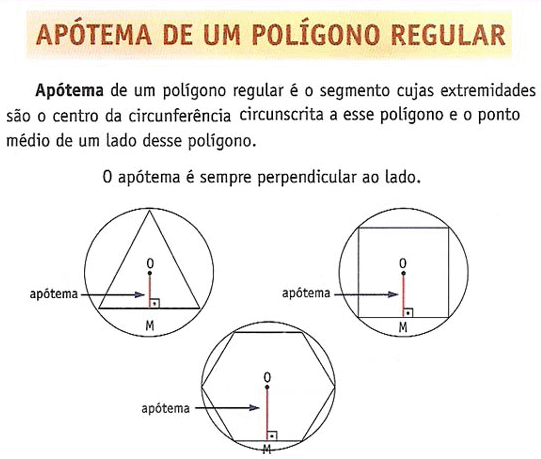 APÓTEMA DE UM POLÍGONO REGULAR
Apótema de um polígono regular é o segmento cujas extremidades
são o centro da circunferência circunscrita a esse polígono e o ponto
médio de um lado desse polígono.
O apótema é sempre perpendicular ao lado.
O
apótema
M
O
apótema
M
O
apótema
M